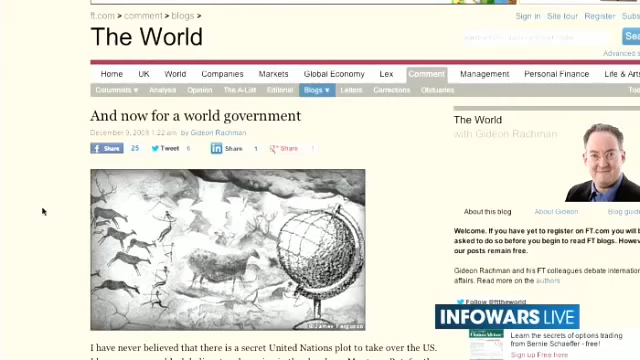 ft.com > comment > blogs >
Sign in Site tour Register Subs
The World
Sea
Advanced s
Home UK World Companies Markets Global Economy Lex Comment Management Personal Finance Life & Arts
Columnists Analysis Opinion The A-List Editorial Blogs Letters Corrections Obituaries Too
And now for a world government
December 9, 2008 1:22 am by Gideon Rachman
Share 25 Tweet 6 Share 1 Share
James Ferguson
I have never believed that there is a secret United Nations plot to take over the US.
The World
with Gideon Rachman
About this blog About Gideon Blog guide
Welcome. If you have yet to register on FT.com you will b
asked to do so before you begin to read FT blogs. Howeve
our posts remain free.
Gideon Rachman and his FT colleagues debate internation
affairs. Read more on the authors
Follow @ftworld
INFOWARS LIVE
Learn the secrets of options trading
from Bernie Schaeffer - free!
Sign up Free here